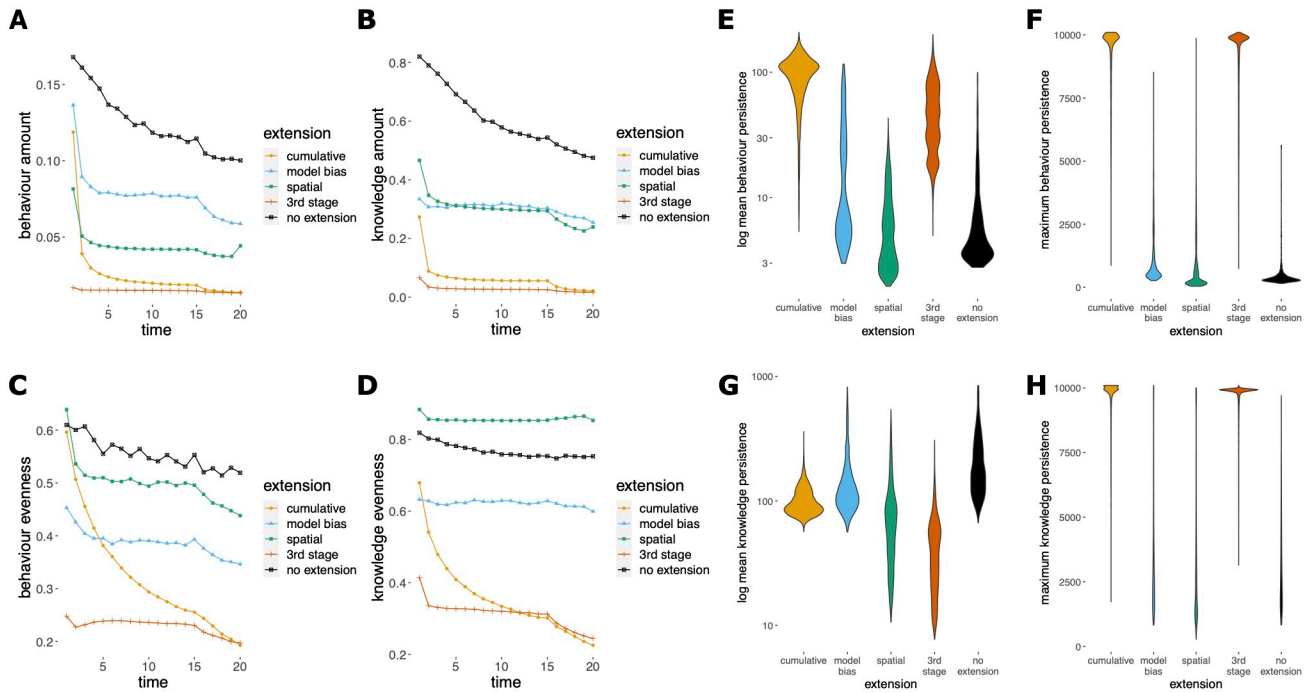 A
behaviour amount
0.15
0.10
0.05
5
10
15
20
time
extension
cumulative
model bias
spatial
3rd stage
no extension
B
knowledge amount
0.8
0.6
0.4
0.2
0.0
5
10
15
20
time
extension
cumulative
model bias
spatial
3rd stage
no extension
E
log mean behaviour persistence
100
30
10
3
cumulative
model
bias
spatial
3rd
stage
no
extension
extension
F
maximum behaviour persistence
10000
7500
5000
2500
0
cumulative
model
bias
spatial
3rd
stage
no
extension
extension
C
behaviour evenness
0.6
0.5
0.4
0.3
0.2
5
10
15
20
time
extension
cumulative
model bias
spatial
3rd stage
no extension
D
knowledge evenness
0.8
0.6
0.4
0.2
5
10
15
20
time
extension
cumulative
model bias
spatial
3rd stage
no extension
G
log mean knowledge persistence
1000
100
10
cumulative
model
bias
spatial
3rd
stage
no
extension
extension
H
maximum knowledge persistence
10000
7500
5000
2500
0
cumulative
model
bias
spatial
3rd
stage
no
extension
extension